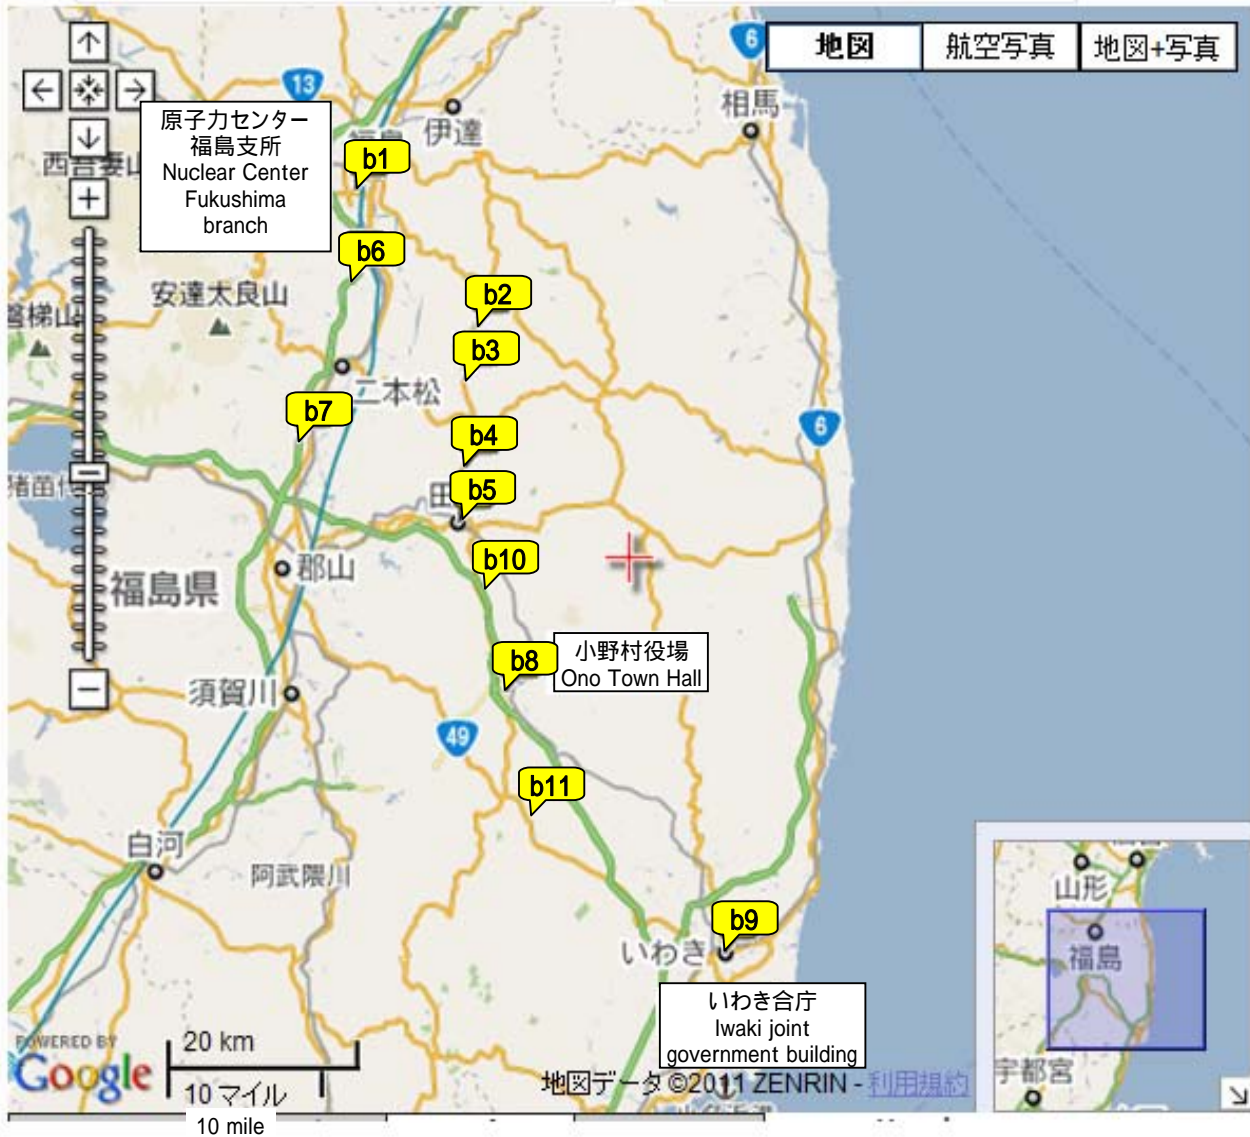 6
地図
航空写真
地図+写真
13
相馬
伊達
原子力センター
福島支所
Nuclear Center
Fukushima
branch
b1
b6
b2
安達太良山
b3
二本松
b7
b4
6
b5
b10
郡山
福島県
小野村役場
Ono Town Hall
b8
須賀川
49
b11
白河
阿武隈川
山形
福島
宇都宮
b9
いわき
いわき合庁
Iwaki joint
government building
POWERED BY
Google
20 km
10 マイル
10 mile
地図データ ©2011 ZENRIN - 利用規約